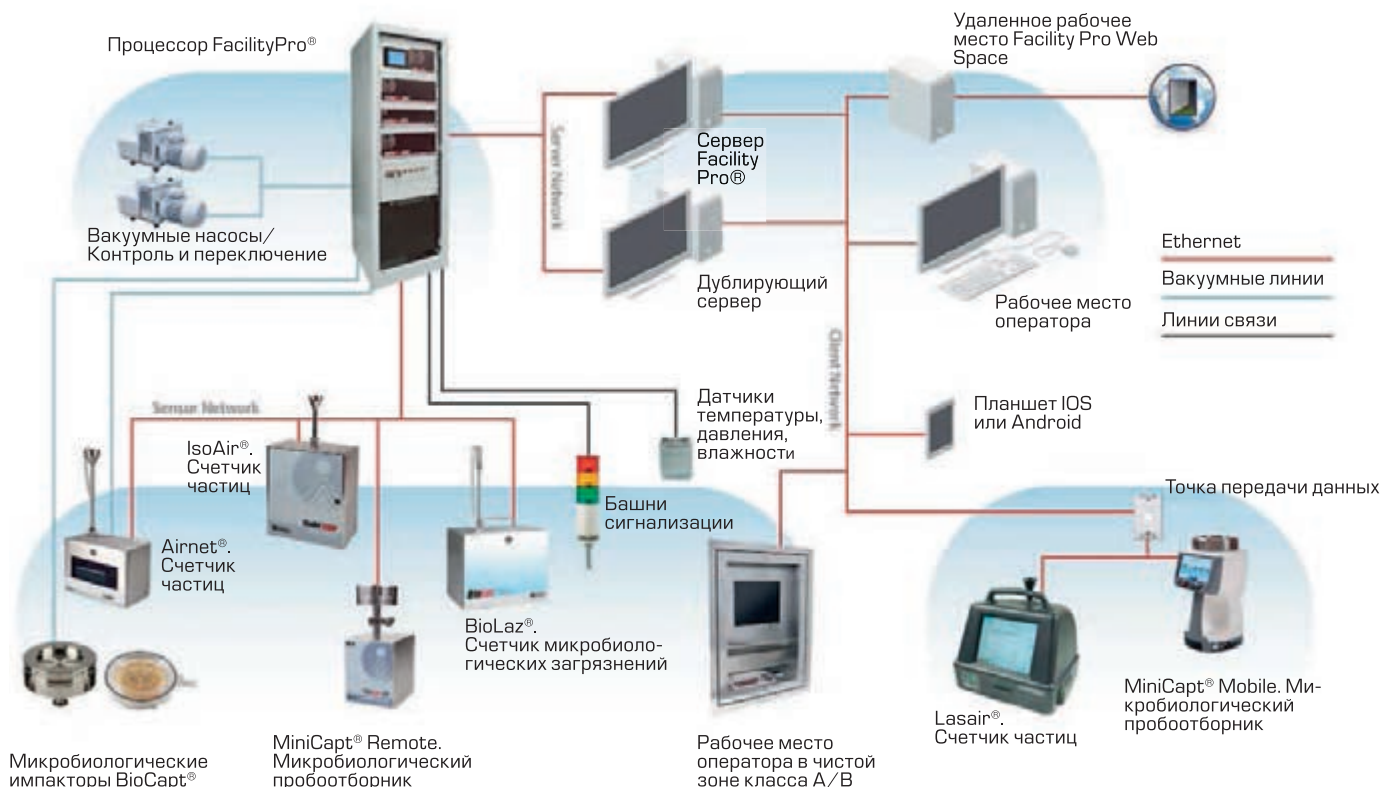 Процессор FacilityPro®
Удаленное рабочее
место Facility Pro Web
Space
Server Network
Сервер
Facility
Pro®
Вакуумные насосы/
Контроль и переключение
Дублирующий
сервер
Рабочее место
оператора
Ethernet
Вакуумные линии
Линии связи
Client Network
Sensor Network
Датчики
температуры,
давления,
влажности
Планшет IOS
или Android
IsoAir®.
Счетчик
частиц
Башни
сигнализации
Точка передачи данных
Airnet®.
Счетчик
частиц
BioLaz®.
Счетчик микробиоло-
гических загрязнений
MiniCapt® Mobile. Ми-
кробиологический
пробоотборник
Lasair®.
Счетчик частиц
Микробиологические
импакторы BioCapt®
MiniCapt® Remote.
Микробиологический
пробоотборник
Рабочее место
оператора в чистой
зоне класса А/В